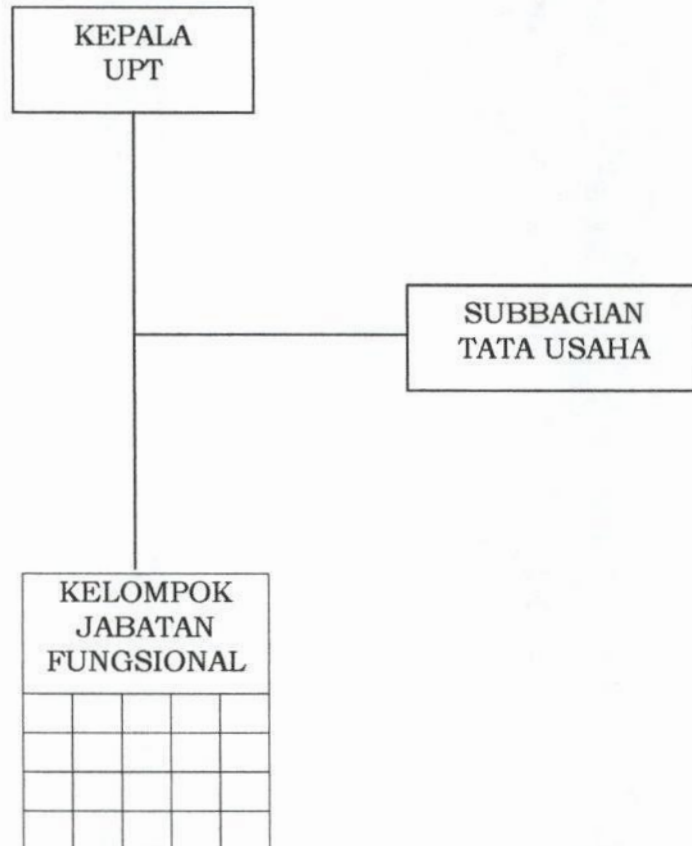 KEPALA
UPT
SUBBAGIAN
TATA USAHA
KELOMPOK
JABATAN
FUNGSIONAL